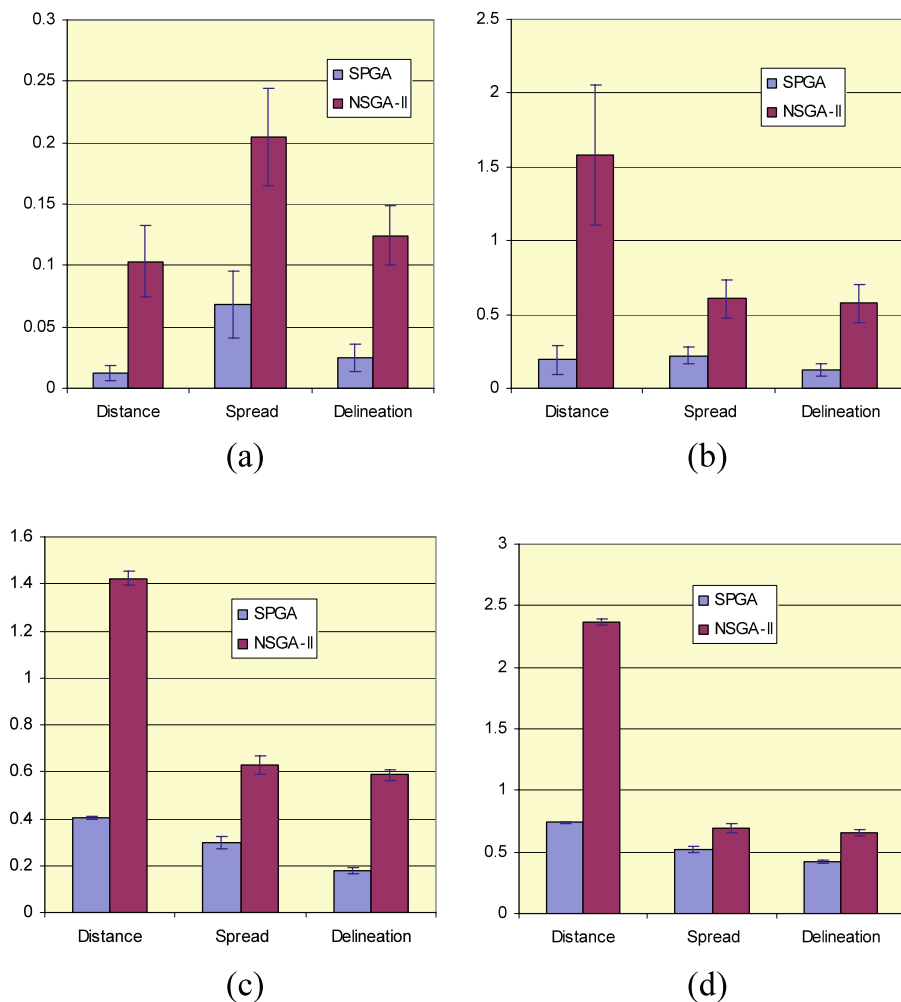 0.3
0.25
0.2
0.15
0.1
0.05
0
SPGA
NSGA-II
Distance Spread Delineation
(a)
2.5
2
1.5
1
0.5
0
SPGA
NSGA-II
Distance Spread Delineation
(b)
1.6
1.4
1.2
1
0.8
0.6
0.4
0.2
0
SPGA
NSGA-II
Distance Spread Delineation
(c)
3
2.5
2
1.5
1
0.5
0
SPGA
NSGA-II
Distance Spread Delineation
(d)